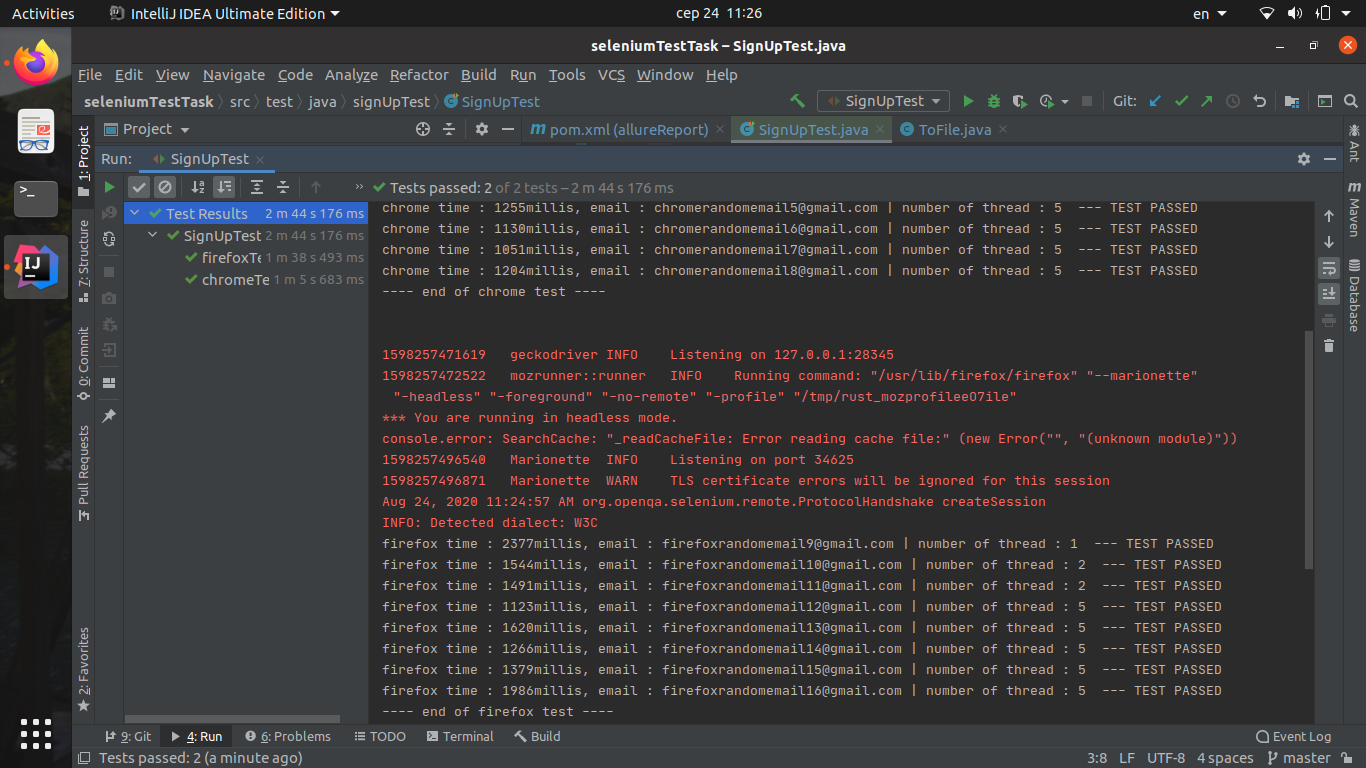 Activities
IntelliJ IDEA Ultimate Edition
сер 24 11:26
en
seleniumTestTask – SignUpTest.java
File Edit View Navigate Code Analyze Refactor Build Run Tools VCS Window Help
seleniumTestTask src test java signUpTest SignUpTest
SignUpTest
Git:
Project
pom.xml (allureReport)
SignUpTest.java
ToFile.java
Run: SignUpTest
Tests passed: 2 of 2 tests – 2 m 44 s 176 ms
Test Results 2 m 44 s 176 ms
SignUpTest 2 m 44 s 176 ms
firefoxTe 1 m 38 s 493 ms
chromeTe 1 m 5 s 683 ms
chrome time : 1255millis, email : chromerandomemail5@gmail.com | number of thread : 5 --- TEST PASSED
chrome time : 1130millis, email : chromerandomemail6@gmail.com | number of thread : 5 --- TEST PASSED
chrome time : 1051millis, email : chromerandomemail7@gmail.com | number of thread : 5 --- TEST PASSED
chrome time : 1204millis, email : chromerandomemail8@gmail.com | number of thread : 5 --- TEST PASSED
---- end of chrome test ----
1598257471619 geckodriver INFO Listening on 127.0.0.1:28345
1598257472522 mozrunner::runner INFO Running command: "/usr/lib/firefox/firefox" "--marionette"
"-headless" "-foreground" "-no-remote" "-profile" "/tmp/rust_mozprofileeO7ile"
*** You are running in headless mode.
console.error: SearchCache: "_readCacheFile: Error reading cache file:" (new Error("", "(unknown module)"))
1598257496540 Marionette INFO Listening on port 34625
1598257496871 Marionette WARN TLS certificate errors will be ignored for this session
Aug 24, 2020 11:24:57 AM org.openqa.selenium.remote.ProtocolHandshake createSession
INFO: Detected dialect: W3C
firefox time : 2377millis, email : firefoxrandomemail9@gmail.com | number of thread : 1 --- TEST PASSED
firefox time : 1544millis, email : firefoxrandomemail10@gmail.com | number of thread : 2 --- TEST PASSED
firefox time : 1491millis, email : firefoxrandomemail11@gmail.com | number of thread : 2 --- TEST PASSED
firefox time : 1123millis, email : firefoxrandomemail12@gmail.com | number of thread : 5 --- TEST PASSED
firefox time : 1620millis, email : firefoxrandomemail13@gmail.com | number of thread : 5 --- TEST PASSED
firefox time : 1266millis, email : firefoxrandomemail14@gmail.com | number of thread : 5 --- TEST PASSED
firefox time : 1379millis, email : firefoxrandomemail15@gmail.com | number of thread : 5 --- TEST PASSED
firefox time : 1986millis, email : firefoxrandomemail16@gmail.com | number of thread : 5 --- TEST PASSED
---- end of firefox test ----
1: Project
7: Structure
0: Commit
Pull Requests
2: Favorites
Ant
Maven
Database
9: Git
4: Run
6: Problems
TODO
Terminal
Build
Event Log
Tests passed: 2 (a minute ago)
3:8 LF UTF-8 4 spaces master